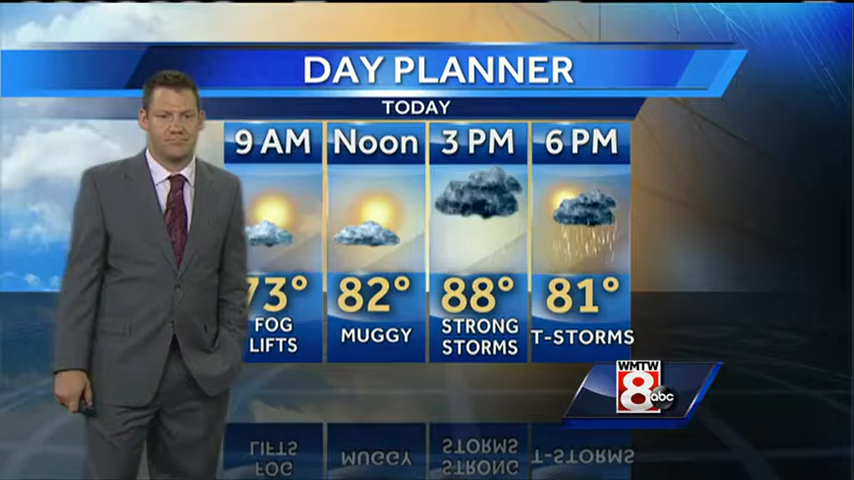 DAY PLANNER
TODAY
9 AM Noon 3 PM 6 PM
73° 82° 88° 81°
FOG LIFTS
MUGGY
STRONG STORMS
T-STORMS
WMTW
8 abc